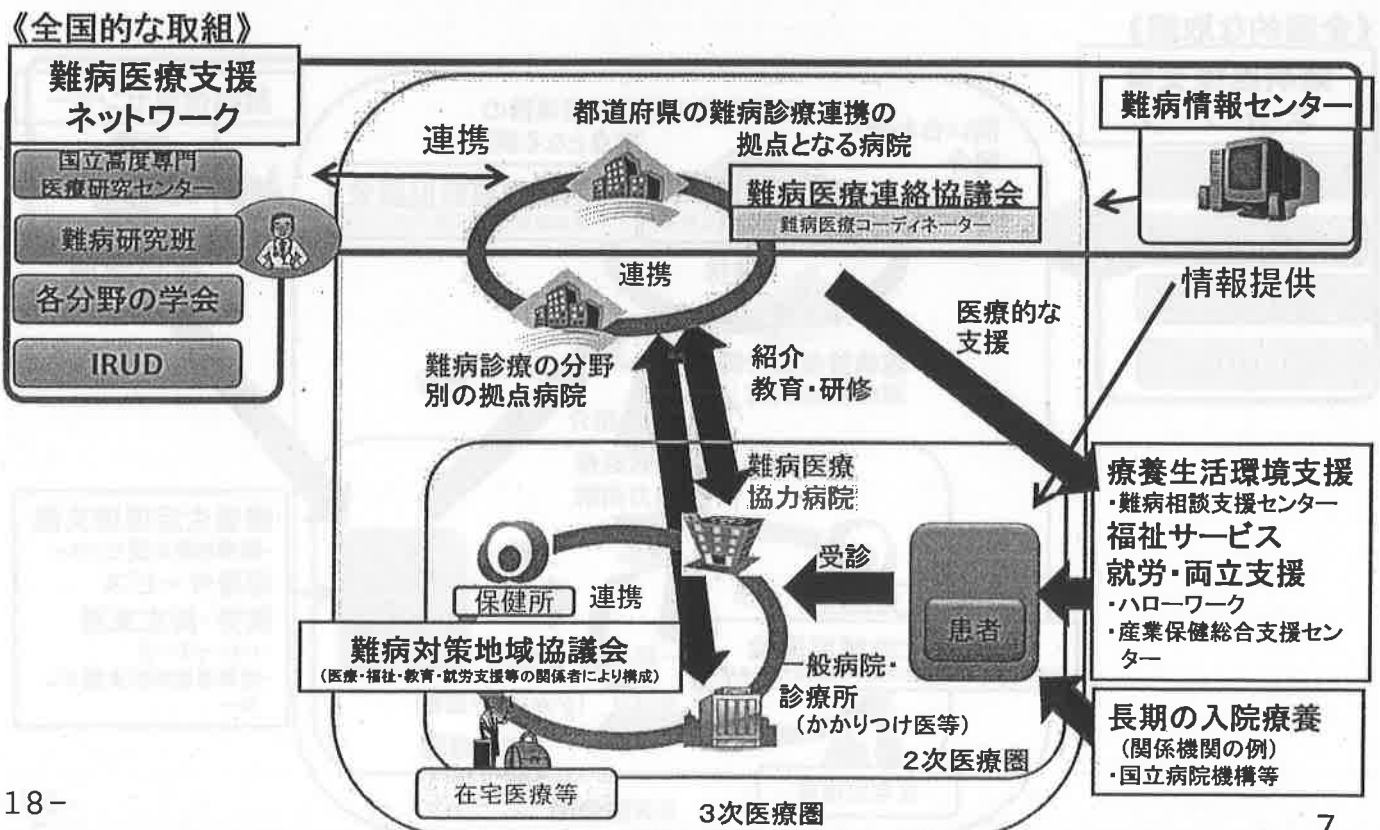 《全国的な取組》
難病医療支援
ネットワーク
国立高度専門
医療研究センター
難病研究班
各分野の学会
IRUD
連携
都道府県の難病診療連携の
拠点となる病院
難病医療連絡協議会
難病医療コーディネーター
難病情報センター
連携
情報提供
医療的な
支援
難病診療の分野
別の拠点病院
紹介
教育・研修
難病医療
協力病院
療養生活環境支援
・難病相談支援センター
福祉サービス
就労・両立支援
・ハローワーク
・産業保健総合支援セン
ター
受診
保健所
連携
患者
難病対策地域協議会
(医療・福祉・教育・就労支援等の関係者により構成)
一般病院・
診療所
(かかりつけ医等)
2次医療圏
長期の入院療養
(関係機関の例)
・国立病院機構等
在宅医療等
3次医療圏
18-
7